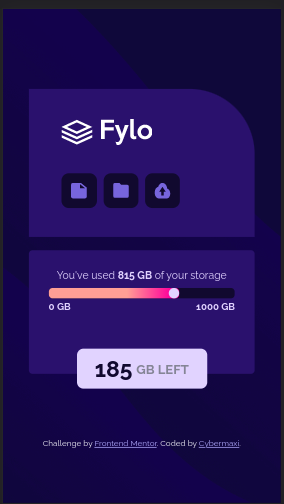 Fylo
You've used 815 GB of your storage
0 GB 1000 GB
185 GB LEFT
Challenge by Frontend Mentor. Coded by Cybermaxi.